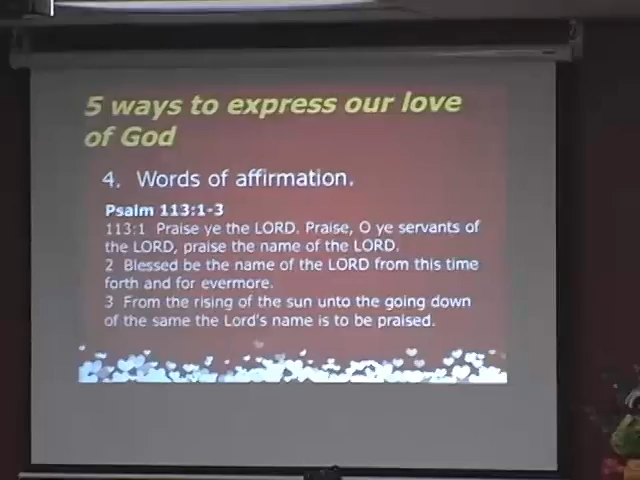 5 ways to express our love
of God
4. Words of affirmation.
Psalm 113:1-3
113:1 Praise ye the LORD. Praise, O ye servants of
the LORD, praise the name of the LORD.
2 Blessed be the name of the LORD from this time
forth and for evermore.
3 From the rising of the sun unto the going down
of the same the Lord's name is to be praised.